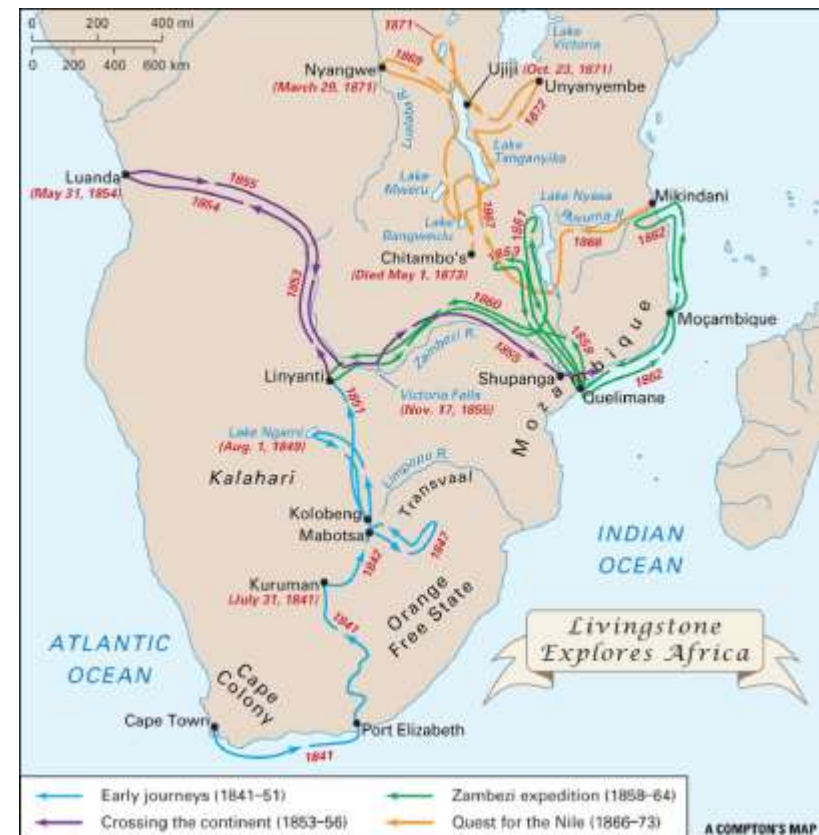 0 200 400 mi
0 200 400 600 km
1871
Lake
Victoria
Nyangwe
(March 29, 1871)
1869
Ujiji (Oct. 23, 1871)
Unyanyembe
1872
Lualaba R.
Lake
Tanganyika
Lake
Mweru
Lake
Bangweulu
1867
Luanda
(May 31, 1854)
1855
1854
1853
Lake Nyasa
1861
Mikindani
1862
1866
Chitambo's
(Died May 1, 1873)
1863
1860
Zambezi R.
1855
1859
Moçambique
Mozambique
Linyanti
Shupanga
Quelimane
1862
1851
Victoria Falls
(Nov. 17, 1855)
Lake Ngami
(Aug. 1, 1849)
Kalahari
Limpopo R.
Transvaal
Kolobeng
Mabotsa
1842
1847
Kuruman
(July 31, 1841)
1841
Orange
Free State
INDIAN
OCEAN
Livingstone
Explores Africa
ATLANTIC
OCEAN
Cape
Colony
Cape Town
Port Elizabeth
1841
Early journeys (1841–51)
Crossing the continent (1853–56)
Zambezi expedition (1858–64)
Quest for the Nile (1866–73)
A COMPTON'S MAP